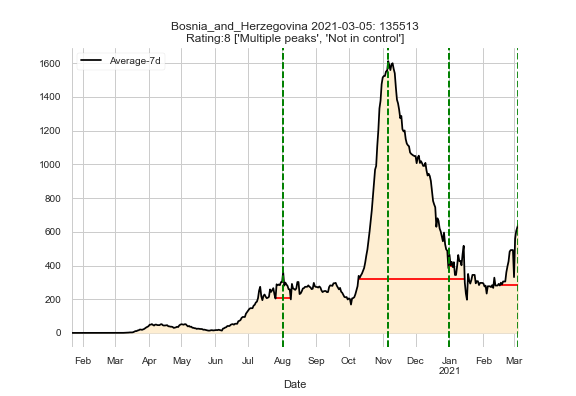 Bosnia_and_Herzegovina 2021-03-05: 135513
Rating:8 ['Multiple peaks', 'Not in control']
Average-7d
1600
1400
1200
1000
800
600
400
200
0
Feb Mar Apr May Jun Jul Aug Sep Oct Nov Dec Jan Feb Mar
2021
Date